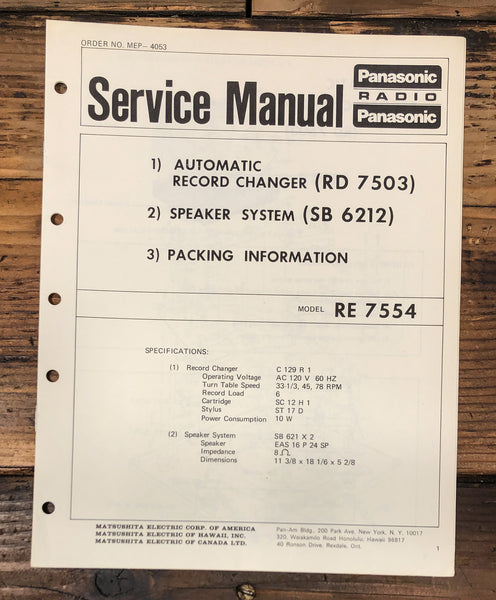 ORDER NO. MEP– 4053
Service Manual
Panasonic
RADIO
Panasonic
1) AUTOMATIC
RECORD CHANGER (RD 7503)
2) SPEAKER SYSTEM (SB 6212)
3) PACKING INFORMATION
MODEL RE 7554
SPECIFICATIONS:
(1) Record Changer C 129 R 1
Operating Voltage AC 120 V 60 HZ
Turn Table Speed 33-1/3, 45, 78 RPM
Record Load 6
Cartridge SC 12 H 1
Stylus ST 17 D
Power Consumption 10 W
(2) Speaker System SB 621 X 2
Speaker EAS 16 P 24 SP
Impedance 8Ω
Dimensions 11 3/8 x 18 1/6 x 5 2/8
MATSUSHITA ELECTRIC CORP. OF AMERICA Pan-Am Bldg., 200 Park Ave. New York, N. Y. 10017
MATSUSHITA ELECTRIC OF HAWAII, INC. 320, Waiakamilo Road Honolulu, Hawaii 96817
MATSUSHITA ELECTRIC OF CANADA LTD. 40 Ronson Drive, Rexdale, Ont.
1